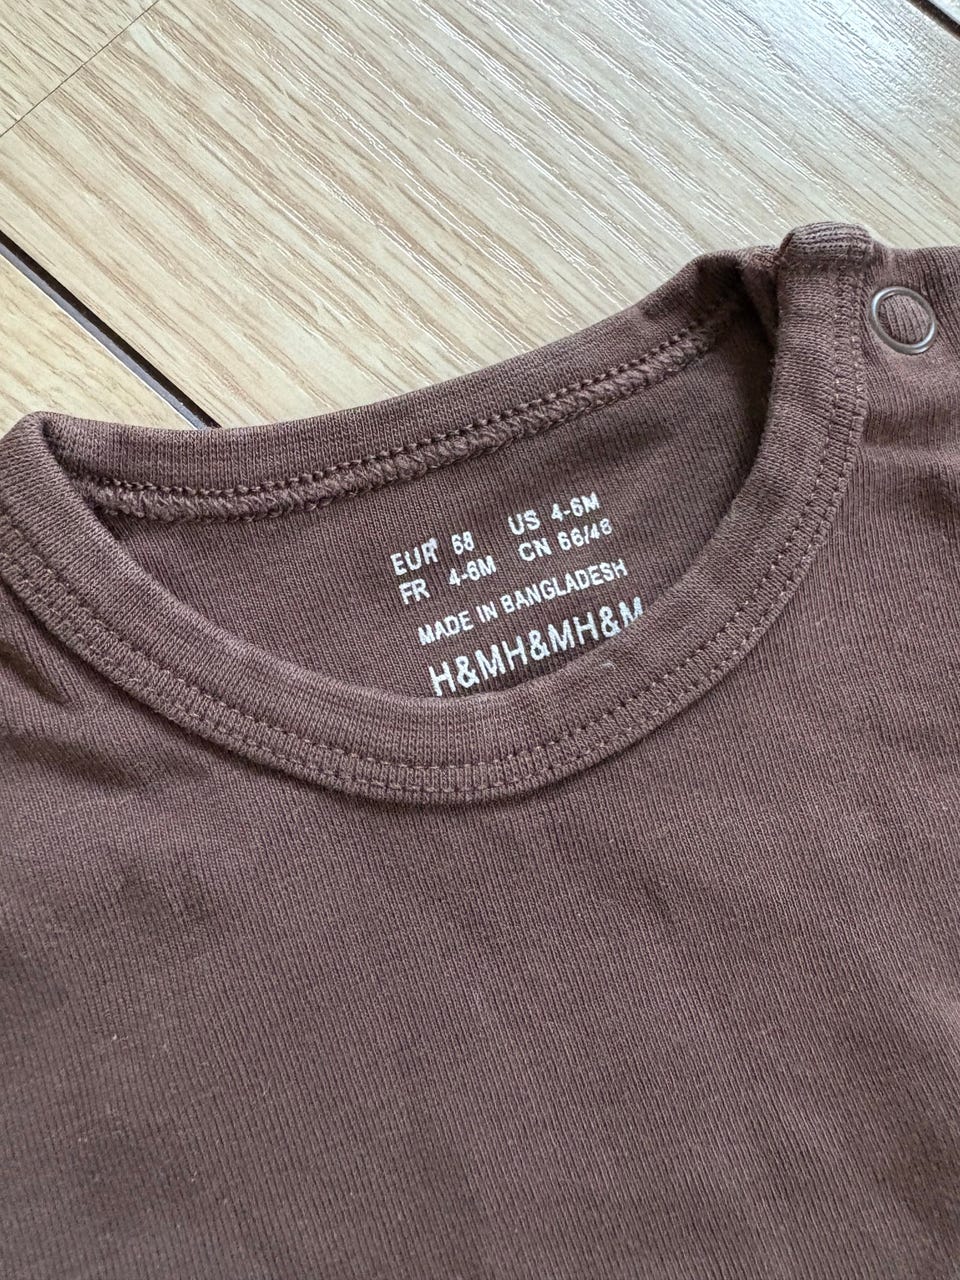 EUR 68 US 4-6M
FR 4-6M CN 66/48
MADE IN BANGLADESH
H&MH&MH&M